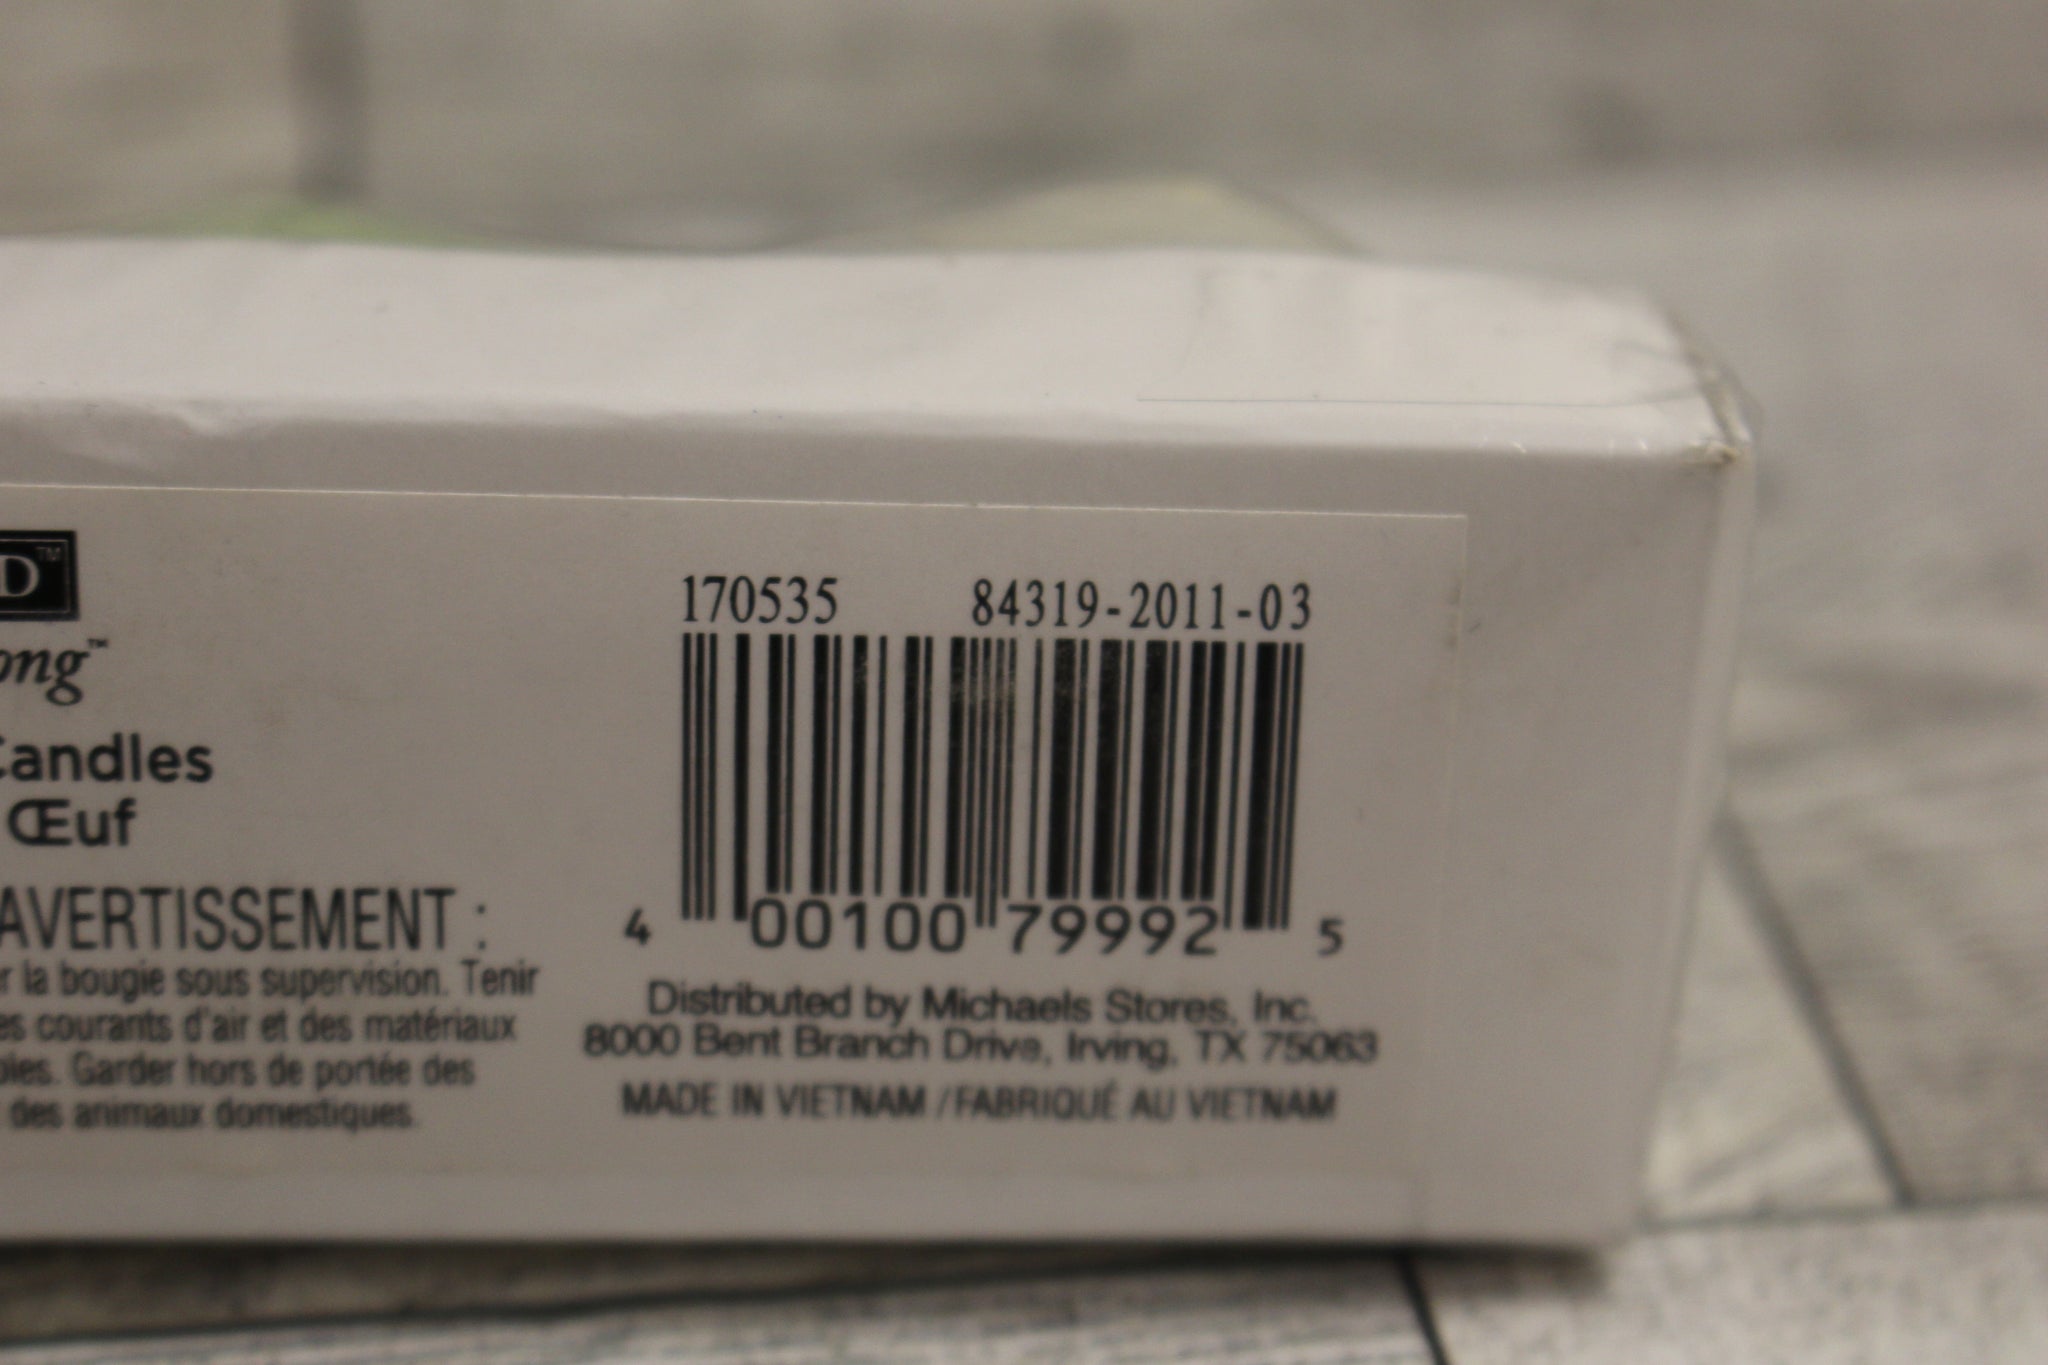 D™
ong™
Candles
Œuf
AVERTISSEMENT :
r la bougie sous supervision. Tenir
es courants d'air et des matériaux
bles. Garder hors de portée des
des animaux domestiques.
170535 84319-2011-03
4 00100 79992 5
Distributed by Michaels Stores, Inc.
8000 Bent Branch Drive, Irving, TX 75063
MADE IN VIETNAM / FABRIQUÉ AU VIETNAM